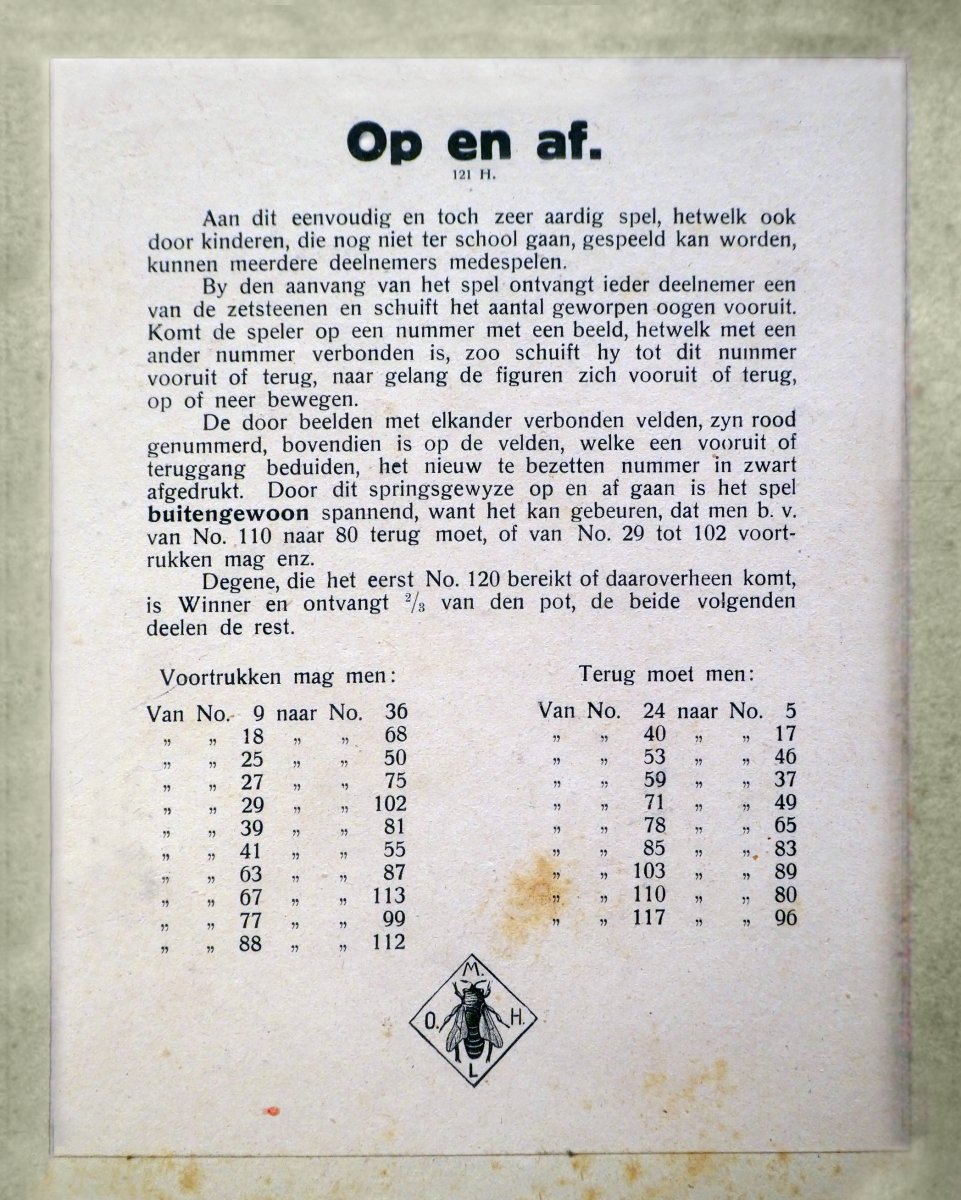 Op en af.
121 H.
Aan dit eenvoudig en toch zeer aardig spel, hetwelk ook
door kinderen, die nog niet ter school gaan, gespeeld kan worden,
kunnen meerdere deelnemers medespelen.
By den aanvang van het spel ontvangt ieder deelnemer een
van de zetsteenen en schuift het aantal geworpen oogen vooruit.
Komt de speler op een nummer met een beeld, hetwelk met een
ander nummer verbonden is, zoo schuift hy tot dit nummer
vooruit of terug, naar gelang de figuren zich vooruit of terug,
op of neer bewegen.
De door beelden met elkander verbonden velden, zyn rood
genummerd, bovendien is op de velden, welke een vooruit of
teruggang beduiden, het nieuw te bezetten nummer in zwart
afgedrukt. Door dit springsgewyze op en af gaan is het spel
buitengewoon spannend, want het kan gebeuren, dat men b. v.
van No. 110 naar 80 terug moet, of van No. 29 tot 102 voort-
rukken mag enz.
Degene, die het eerst No. 120 bereikt of daaroverheen komt,
is Winner en ontvangt 2/3 van den pot, de beide volgenden
deelen de rest.
Voortrukken mag men:
Van No. 9 naar No. 36
„ „ 18 „ „ 68
„ „ 25 „ „ 50
„ „ 27 „ „ 75
„ „ 29 „ „ 102
„ „ 39 „ „ 81
„ „ 41 „ „ 55
„ „ 63 „ „ 87
„ „ 67 „ „ 113
„ „ 77 „ „ 99
„ „ 88 „ „ 112
Terug moet men:
Van No. 24 naar No. 5
„ „ 40 „ „ 17
„ „ 53 „ „ 46
„ „ 59 „ „ 37
„ „ 71 „ „ 49
„ „ 78 „ „ 65
„ „ 85 „ „ 83
„ „ 103 „ „ 89
„ „ 110 „ „ 80
„ „ 117 „ „ 96
M.
O. H.
L